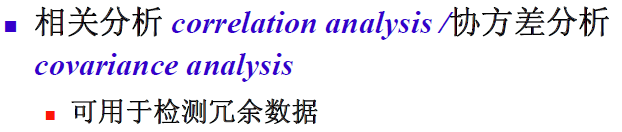 相关分析 correlation analysis /协方差分析
covariance analysis
可用于检测冗余数据